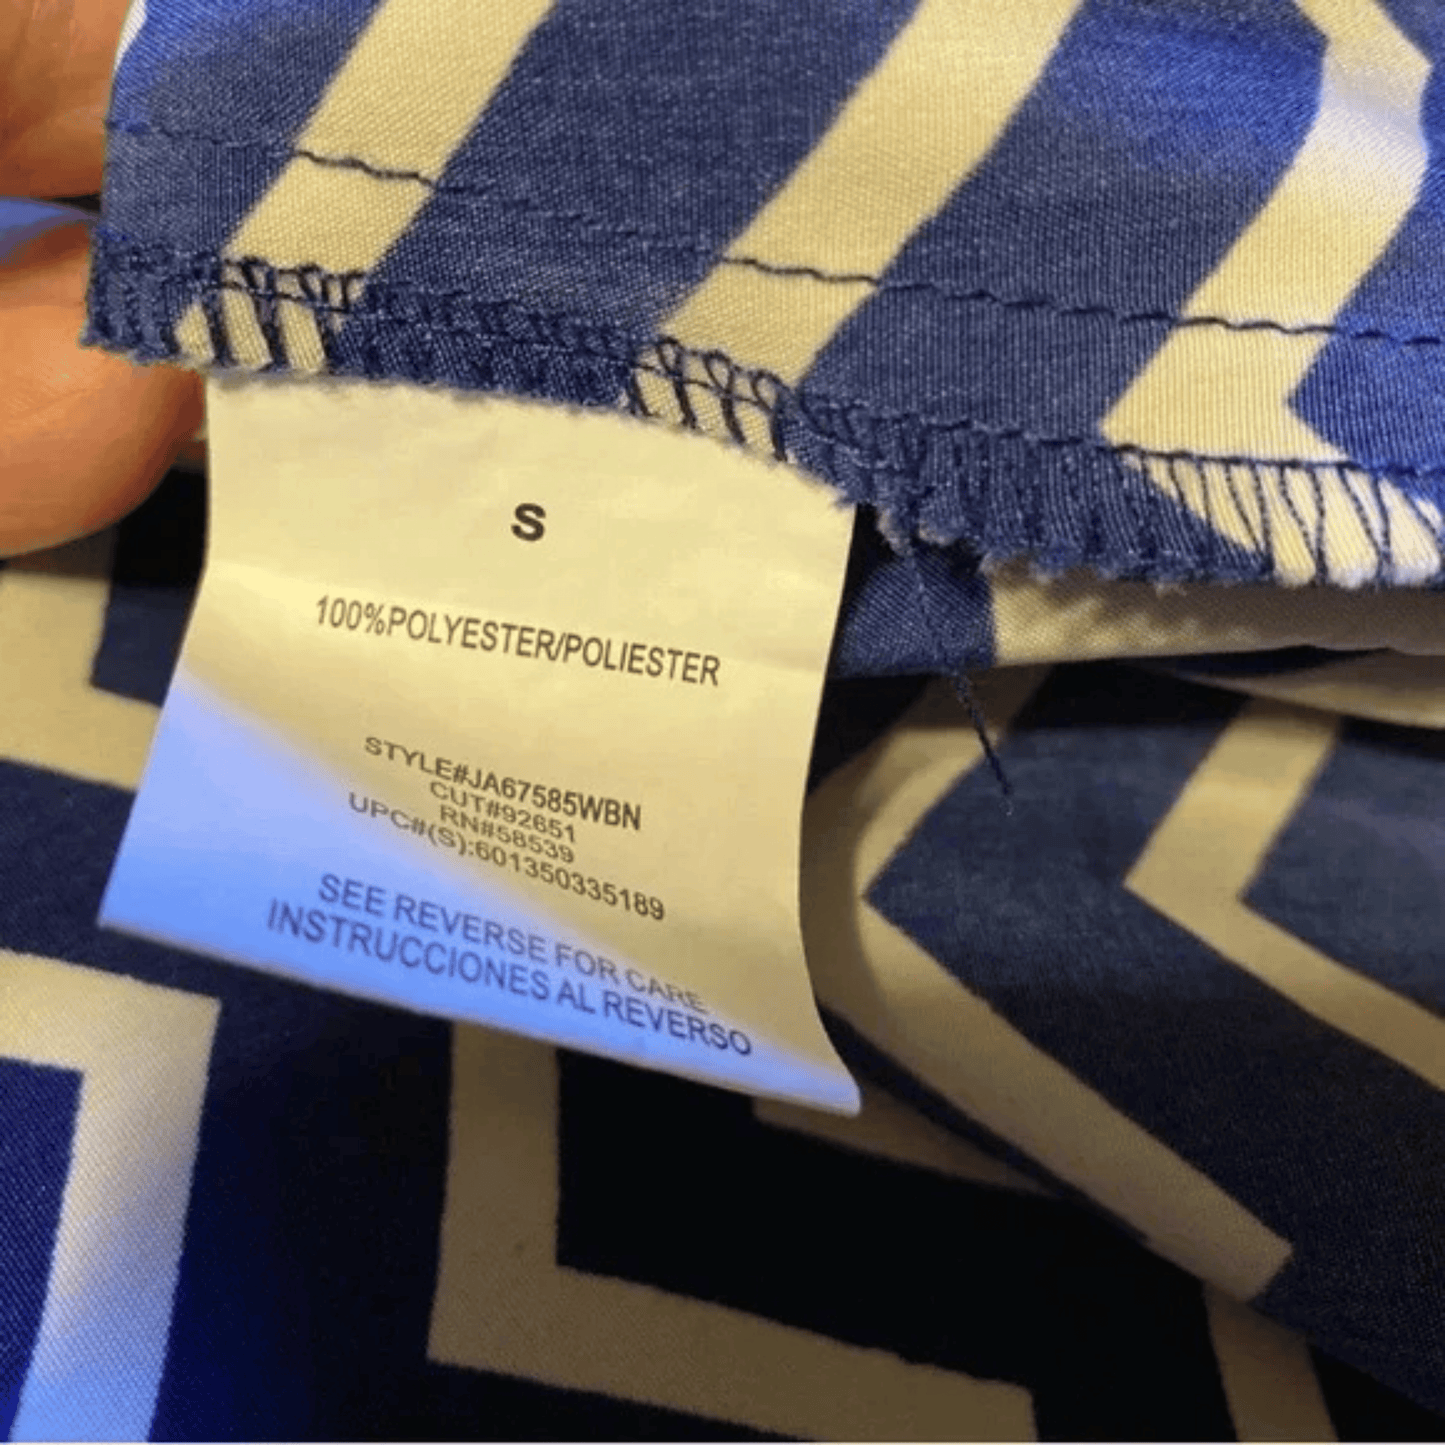 S
100%POLYESTER/POLIESTER
STYLE#JA67585WBN
CUT#92651
RN#58539
UPC#(S):601350335189
SEE REVERSE FOR CARE
INSTRUCCIONES AL REVERSO